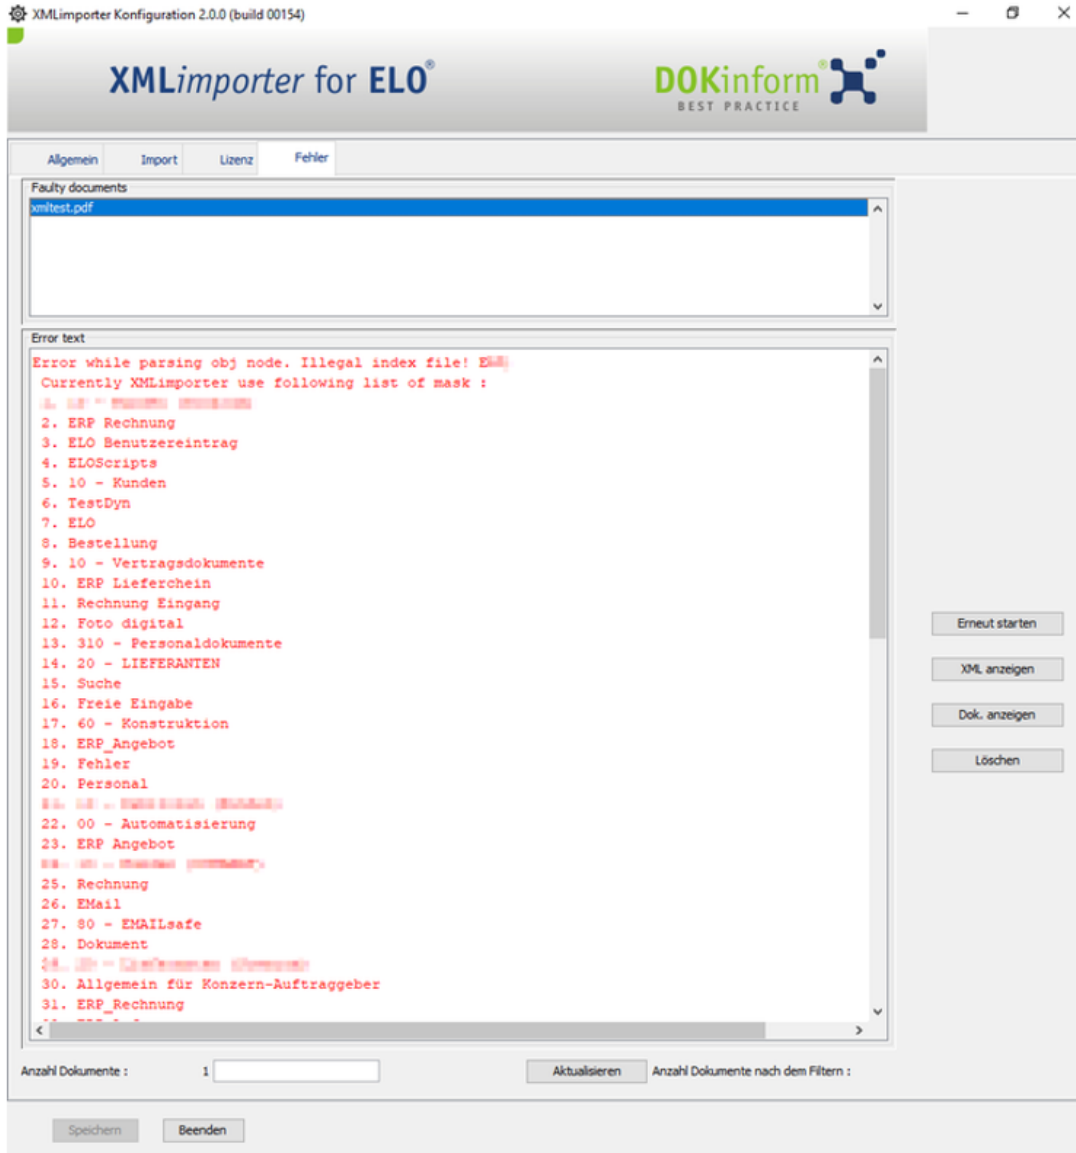 XMLimporter Konfiguration 2.0.0 (build 00154)
XMLimporter for ELO®
DOKinform®
BEST PRACTICE
Allgemein Import Lizenz Fehler
Faulty documents
xmltest.pdf
Error text
Error while parsing obj node. Illegal index file!
Currently XMLimporter use following list of mask :
2. ERP Rechnung
3. ELO Benutzereintrag
4. ELOScripts
5. 10 - Kunden
6. TestDyn
7. ELO
8. Bestellung
9. 10 - Vertragsdokumente
10. ERP Lieferchein
11. Rechnung Eingang
12. Foto digital
13. 310 - Personaldokumente
14. 20 - LIEFERANTEN
15. Suche
16. Freie Eingabe
17. 60 - Konstruktion
18. ERP_Angebot
19. Fehler
20. Personal
22. 00 - Automatisierung
23. ERP Angebot
25. Rechnung
26. EMail
27. 80 - EMAILsafe
28. Dokument
30. Allgemein für Konzern-Auftraggeber
31. ERP_Rechnung
Erneut starten
XML anzeigen
Dok. anzeigen
Löschen
Anzahl Dokumente : 1 Aktualisieren Anzahl Dokumente nach dem Filtern :
Speichern Beenden